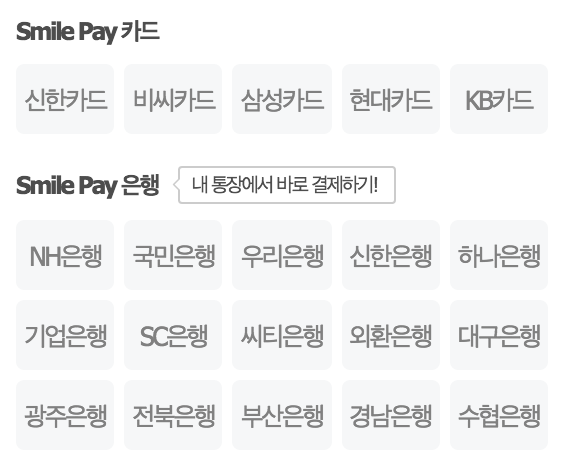 Smile Pay 카드
신한카드 비씨카드 삼성카드 현대카드 KB카드
Smile Pay 은행 내 통장에서 바로 결제하기!
NH은행 국민은행 우리은행 신한은행 하나은행
기업은행 SC은행 씨티은행 외환은행 대구은행
광주은행 전북은행 부산은행 경남은행 수협은행